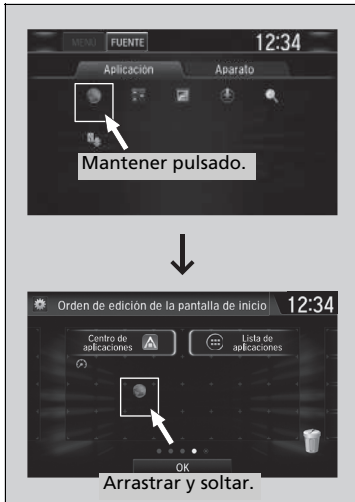 MENU FUENTE 12:34
Aplicación Aparato
Mantener pulsado.
Orden de edición de la pantalla de inicio 12:34
Centro de aplicaciones
Lista de aplicaciones
OK
Arrastrar y soltar.